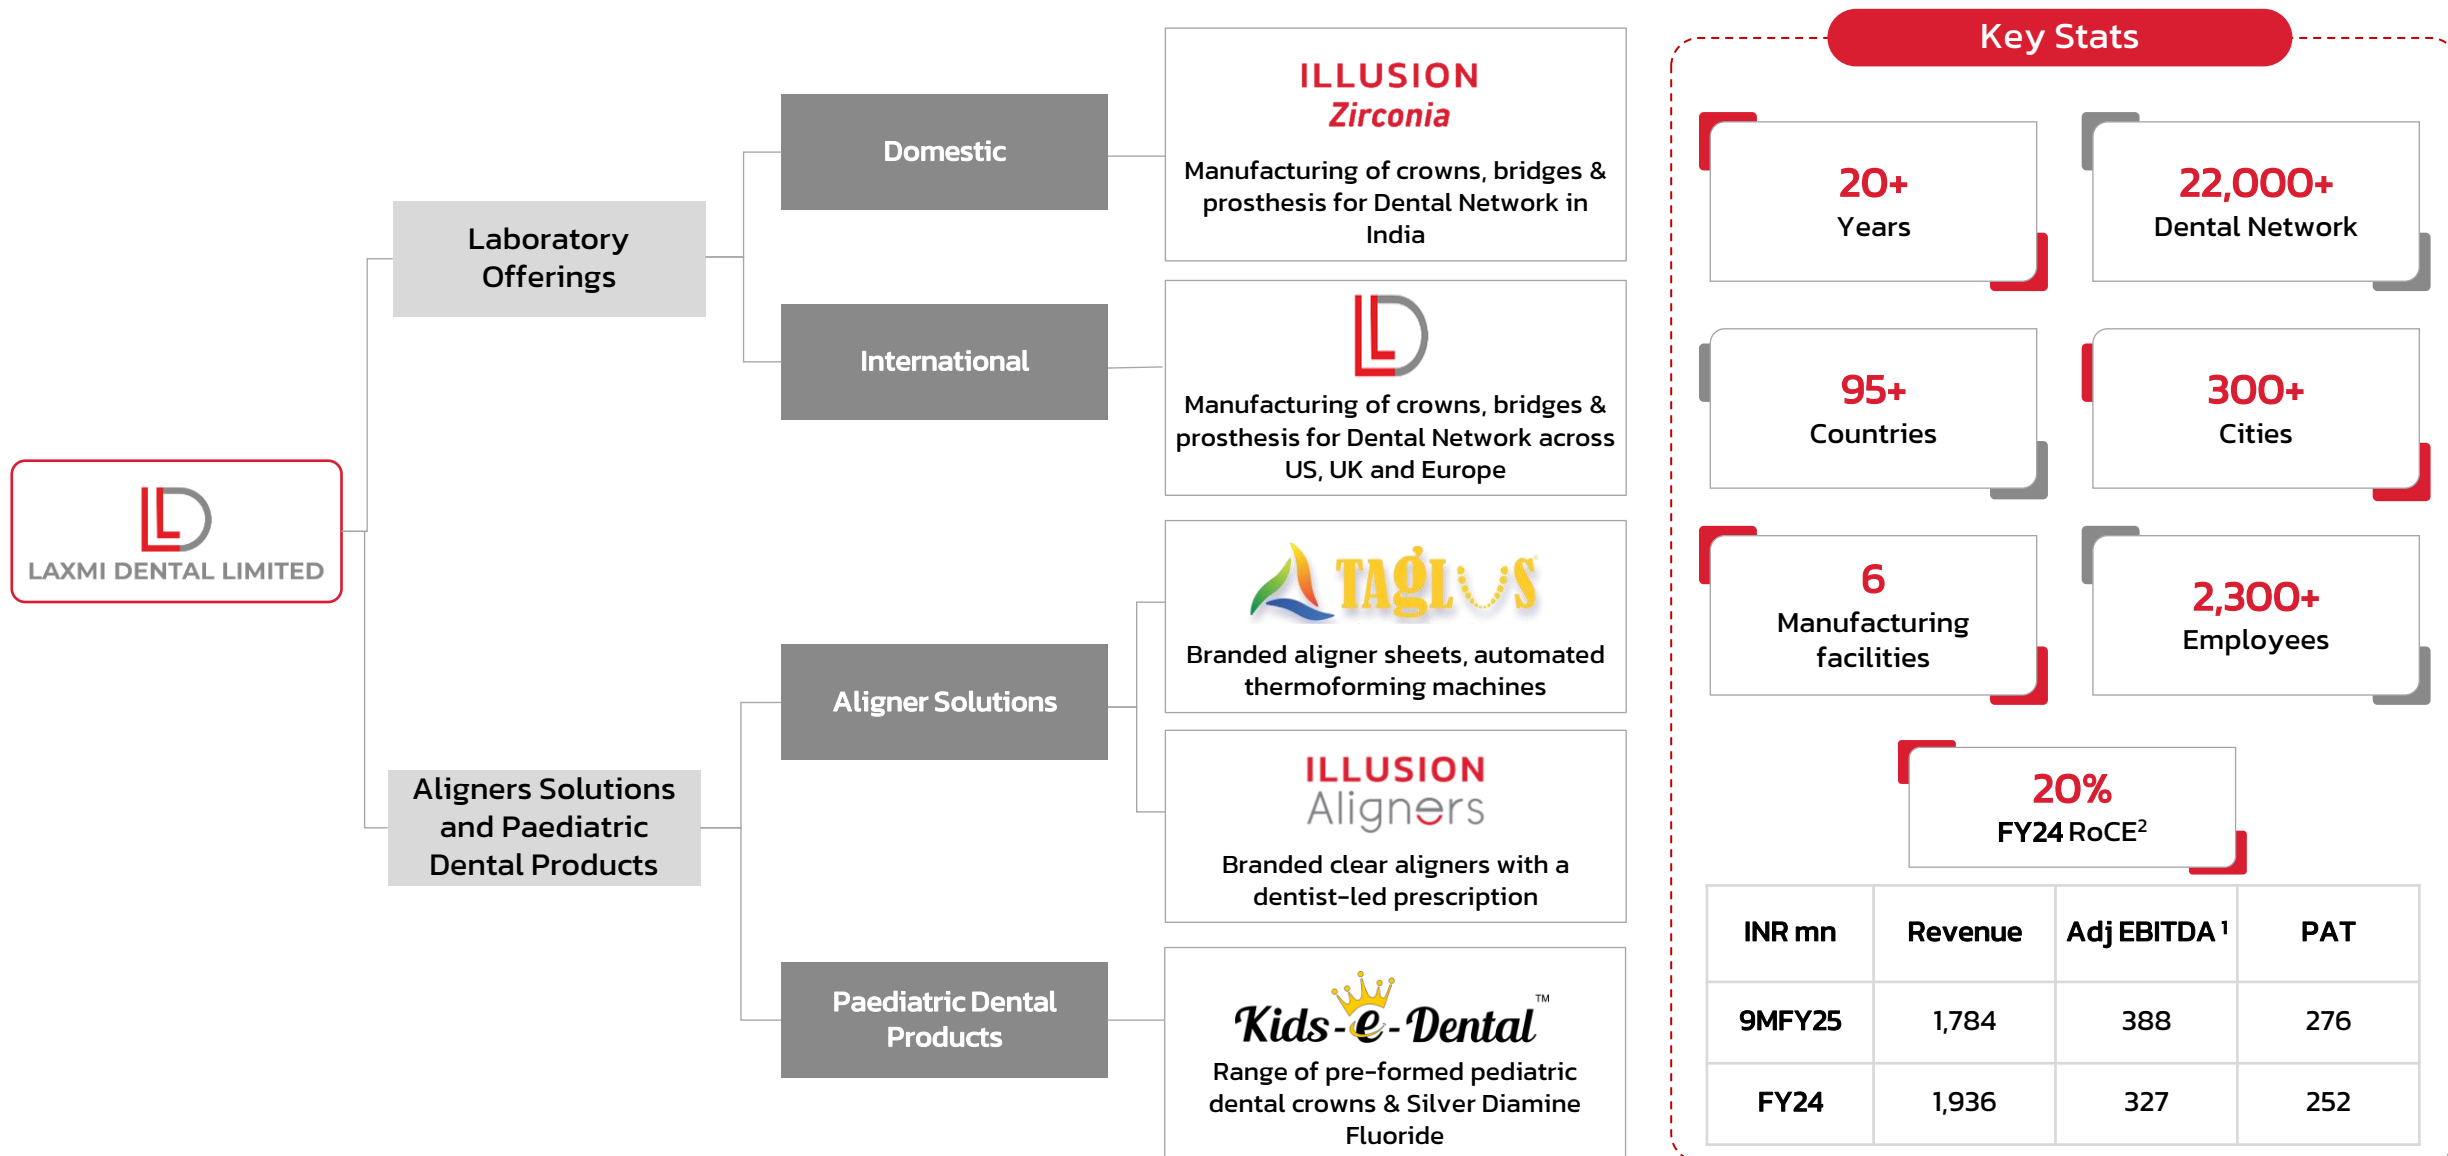 LAXMI DENTAL LIMITED
Laboratory
Offerings
Aligners Solutions
and Paediatric
Dental Products
Domestic
International
Aligner Solutions
Paediatric Dental
Products
ILLUSION
Zirconia
Manufacturing of crowns, bridges &
prosthesis for Dental Network in
India
LD
Manufacturing of crowns, bridges &
prosthesis for Dental Network across
US, UK and Europe
TAGLUS
Branded aligner sheets, automated
thermoforming machines
ILLUSION
Aligners
Branded clear aligners with a
dentist-led prescription
Kids-e-Dental™
Range of pre-formed pediatric
dental crowns & Silver Diamine
Fluoride
Key Stats
20+
Years
22,000+
Dental Network
95+
Countries
300+
Cities
6
Manufacturing
facilities
2,300+
Employees
20%
FY24 RoCE²
INR mn Revenue Adj EBITDA ¹ PAT
9MFY25 1,784 388 276
FY24 1,936 327 252